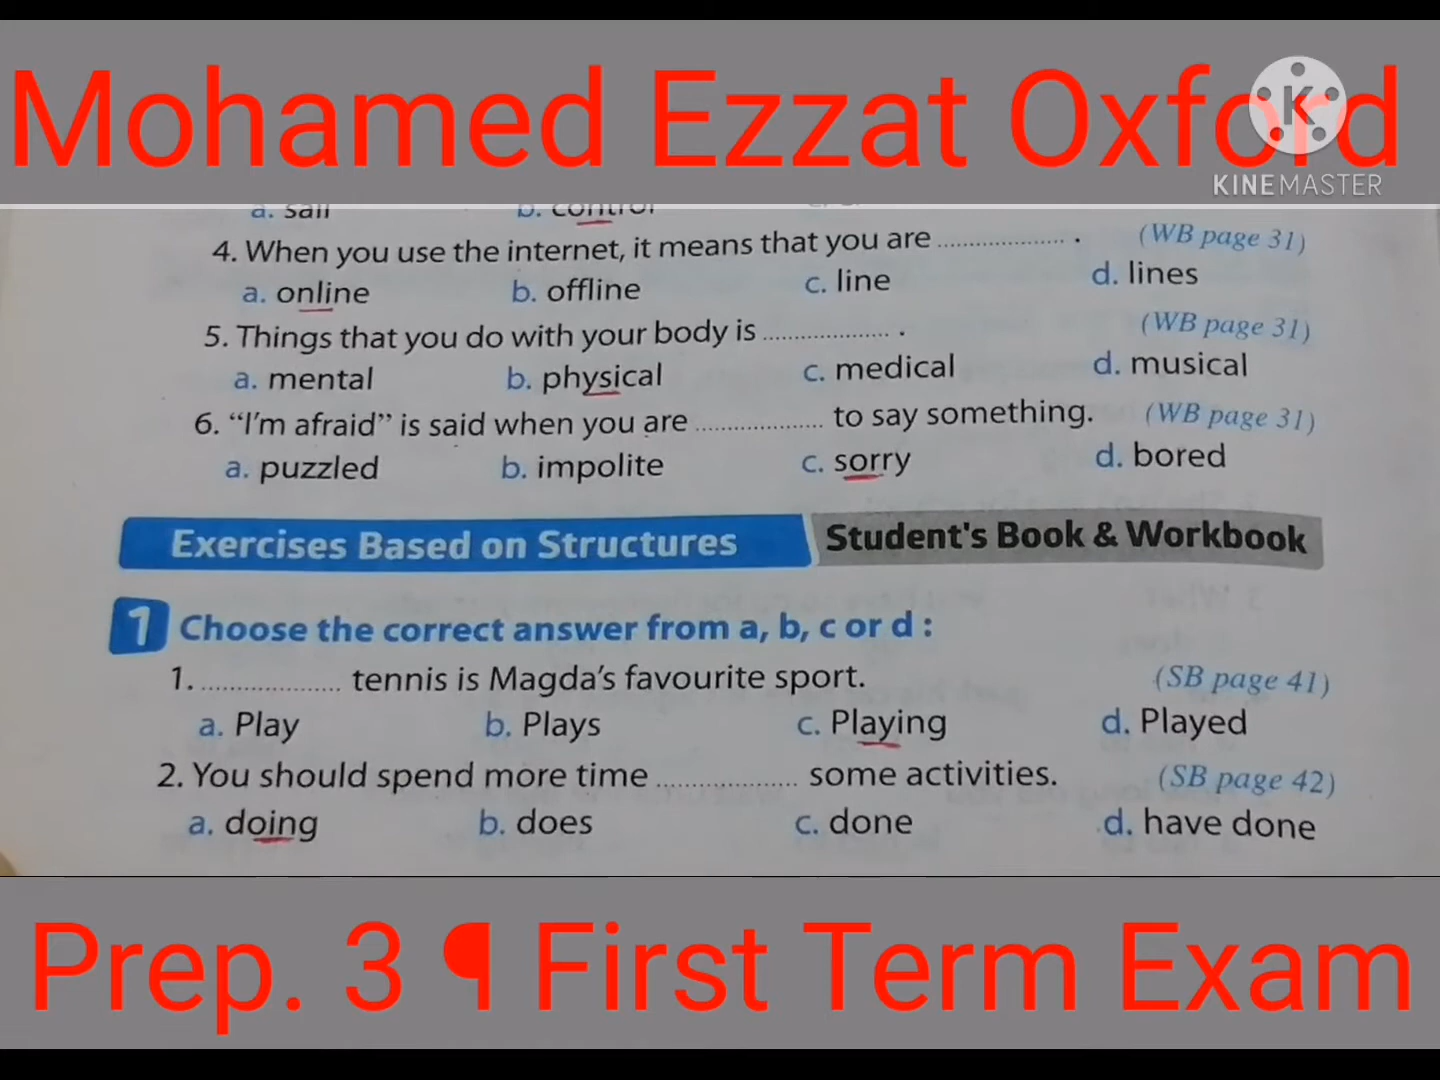 Mohamed Ezzat Oxford
KINEMASTER
a. sail b. control
4. When you use the internet, it means that you are .................... . (WB page 31)
a. online b. offline c. line d. lines
5. Things that you do with your body is .................... . (WB page 31)
a. mental b. physical c. medical d. musical
6. “I'm afraid” is said when you are .................... to say something. (WB page 31)
a. puzzled b. impolite c. sorry d. bored
Exercises Based on Structures Student's Book & Workbook
1 Choose the correct answer from a, b, c or d :
1. .................... tennis is Magda's favourite sport. (SB page 41)
a. Play b. Plays c. Playing d. Played
2. You should spend more time .................... some activities. (SB page 42)
a. doing b. does c. done d. have done
Prep. 3 ¶ First Term Exam